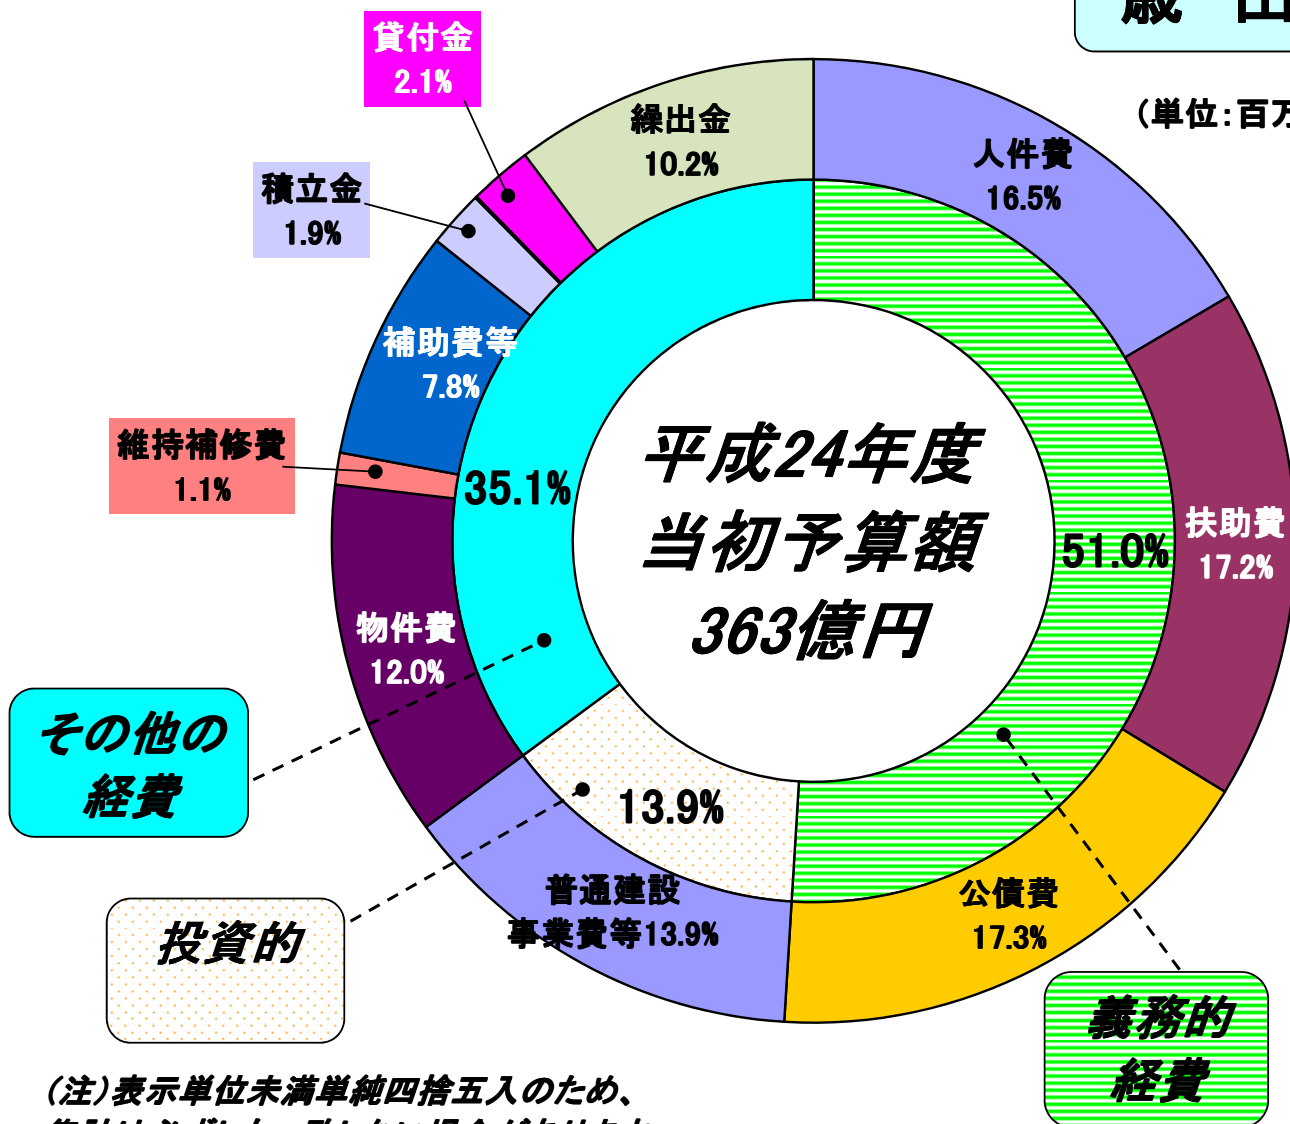 歳 出
（単位：百万
貸付金
2.1%
繰出金
10.2%
人件費
16.5%
積立金
1.9%
補助費等
7.8%
維持補修費
1.1%
35.1%
平成24年度
当初予算額
363億円
51.0%
扶助費
17.2%
物件費
12.0%
その他の
経費
13.9%
普通建設
事業費等13.9%
公債費
17.3%
投資的
義務的
経費
（注）表示単位未満単純四捨五入のため、